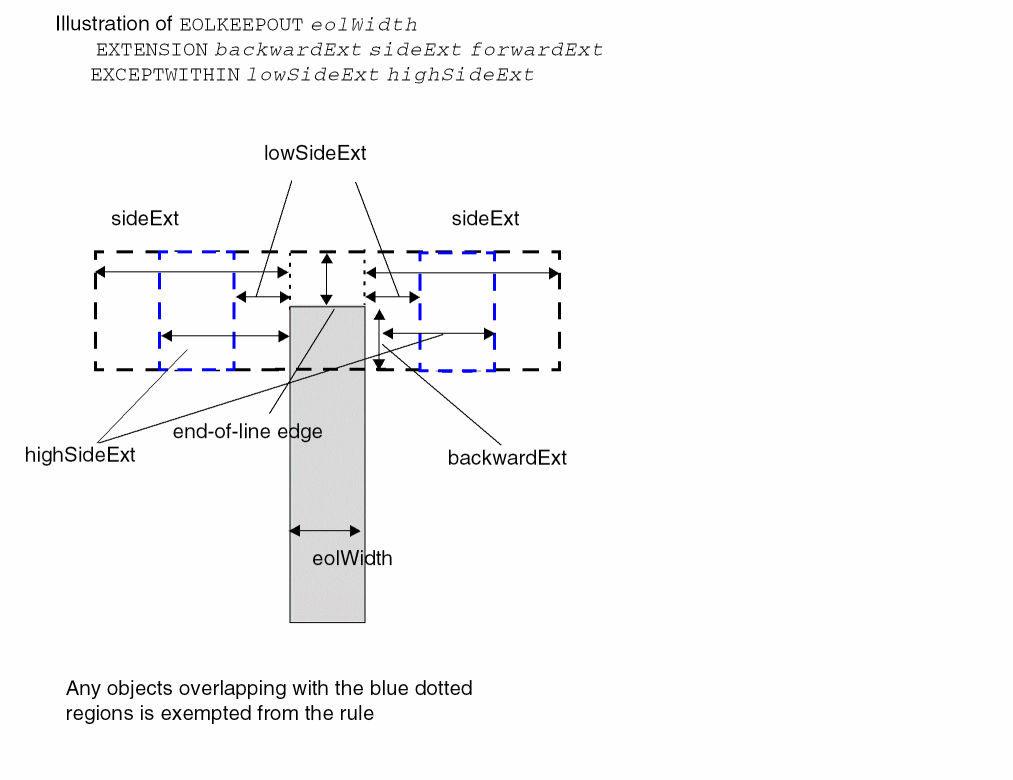 Illustration of EOLKEEPOUT eolWidth
EXTENSION backwardExt sideExt forwardExt
EXCEPTWITHIN lowSideExt highSideExt
lowSideExt
sideExt
sideExt
end-of-line edge
highSideExt
backwardExt
eolWidth
Any objects overlapping with the blue dotted
regions is exempted from the rule